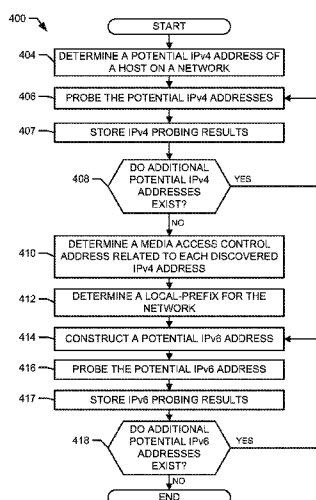 400
START
404
DETERMINE A POTENTIAL IPv4 ADDRESS OF
A HOST ON A NETWORK
406
PROBE THE POTENTIAL IPv4 ADDRESSES
407
STORE IPv4 PROBING RESULTS
408
DO ADDITIONAL
POTENTIAL IPv4
ADDRESSES
EXIST?
YES
NO
410
DETERMINE A MEDIA ACCESS CONTROL
ADDRESS RELATED TO EACH DISCOVERED
IPv4 ADDRESS
412
DETERMINE A LOCAL-PREFIX FOR THE
NETWORK
414
CONSTRUCT A POTENTIAL IPv6 ADDRESS
416
PROBE THE POTENTIAL IPv6 ADDRESS
417
STORE IPv6 PROBING RESULTS
418
DO ADDITIONAL
POTENTIAL IPv6
ADDRESSES
EXIST?
YES
NO
END